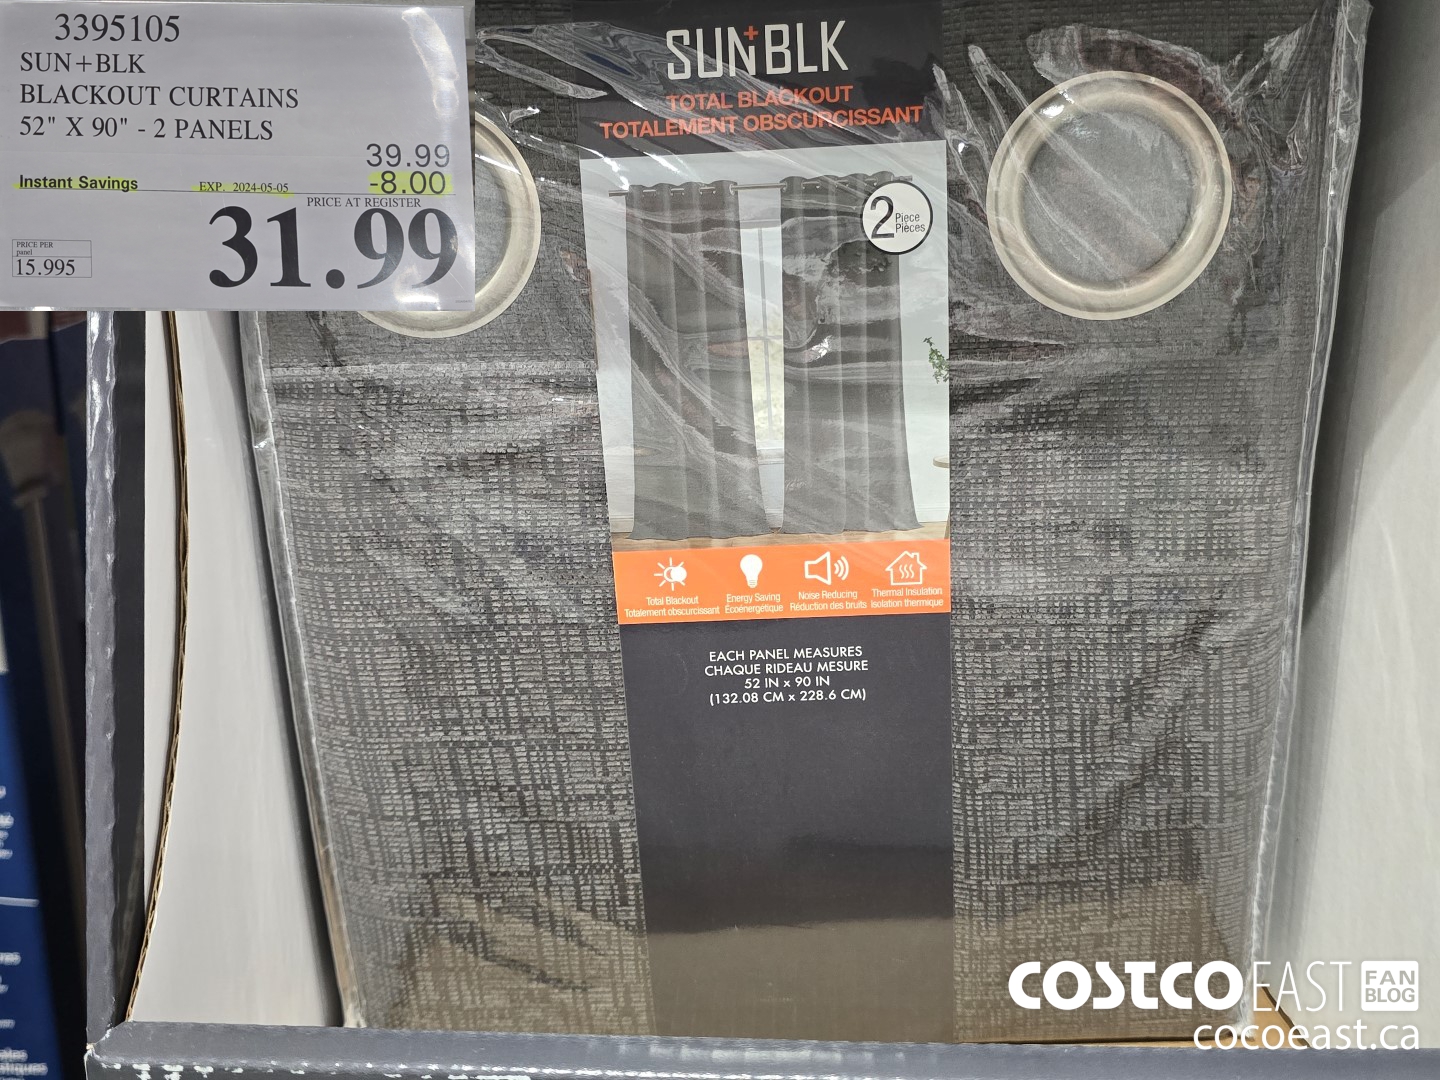 3395105
SUN+BLK
BLACKOUT CURTAINS
52" X 90" - 2 PANELS
39.99
Instant Savings EXP. 2024-05-05 -8.00
PRICE AT REGISTER
31.99
PRICE PER
panel
15.995
SUN+BLK
TOTAL BLACKOUT
TOTALEMENT OBSCURCISSANT
2 Piece
Pièces
Total Blackout
Totalement obscurcissant
Energy Saving
Écoénergétique
Noise Reducing
Réduction des bruits
Thermal Insulation
Isolation thermique
EACH PANEL MEASURES
CHAQUE RIDEAU MESURE
52 IN x 90 IN
(132.08 CM x 228.6 CM)
COSTCO EAST FAN BLOG
cocoeast.ca